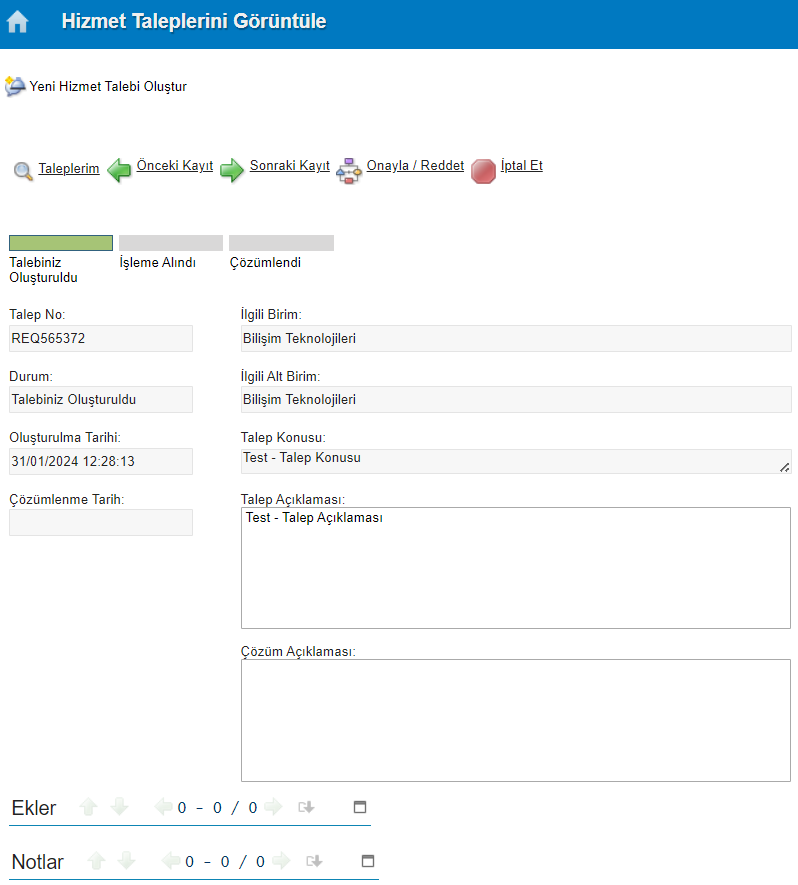 Hizmet Taleplerini Görüntüle
Yeni Hizmet Talebi Oluştur
Taleplerim Önceki Kayıt Sonraki Kayıt Onayla / Reddet İptal Et
Talebiniz Oluşturuldu
İşleme Alındı
Çözümlendi
Talep No:
REQ565372
İlgili Birim:
Bilişim Teknolojileri
Durum:
Talebiniz Oluşturuldu
İlgili Alt Birim:
Bilişim Teknolojileri
Oluşturulma Tarihi:
31/01/2024 12:28:13
Talep Konusu:
Test - Talep Konusu
Çözümlenme Tarih:
Talep Açıklaması:
Test - Talep Açıklaması
Çözüm Açıklaması:
Ekler 0 - 0 / 0
Notlar 0 - 0 / 0